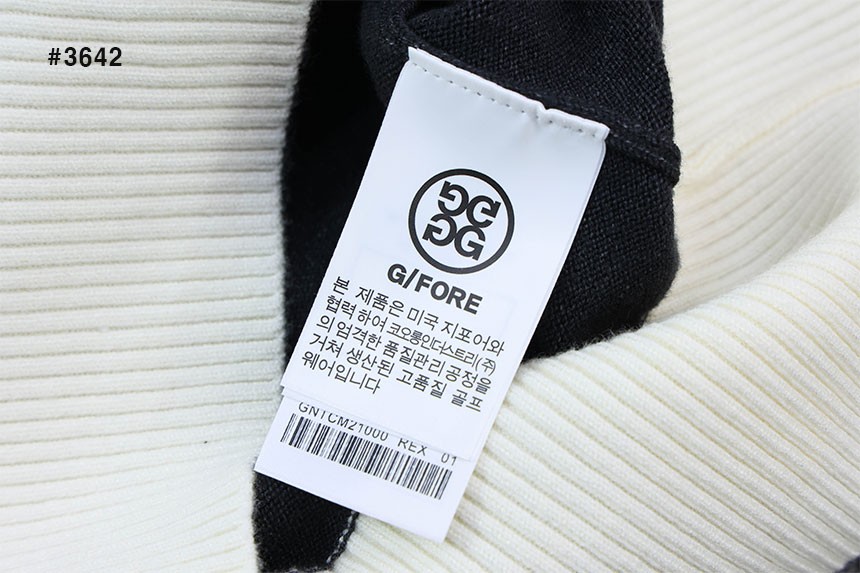 #3642
G/FORE
본 제품은 미국 지포어와
협력 하여 코오롱인더스트리(주)
의 엄격한 품질관리 공정을
거쳐 생산된 고품질 골프
웨어입니다
GNTCM21000 REX 01